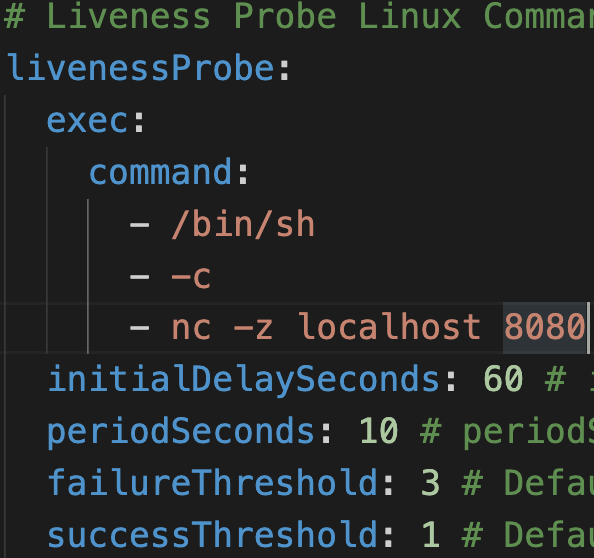 # Liveness Probe Linux Comma
livenessProbe:
exec:
command:
- /bin/sh
- -c
- nc -z localhost 8080
initialDelaySeconds: 60 #
periodSeconds: 10 # period
failureThreshold: 3 # Defau
successThreshold: 1 # Defau